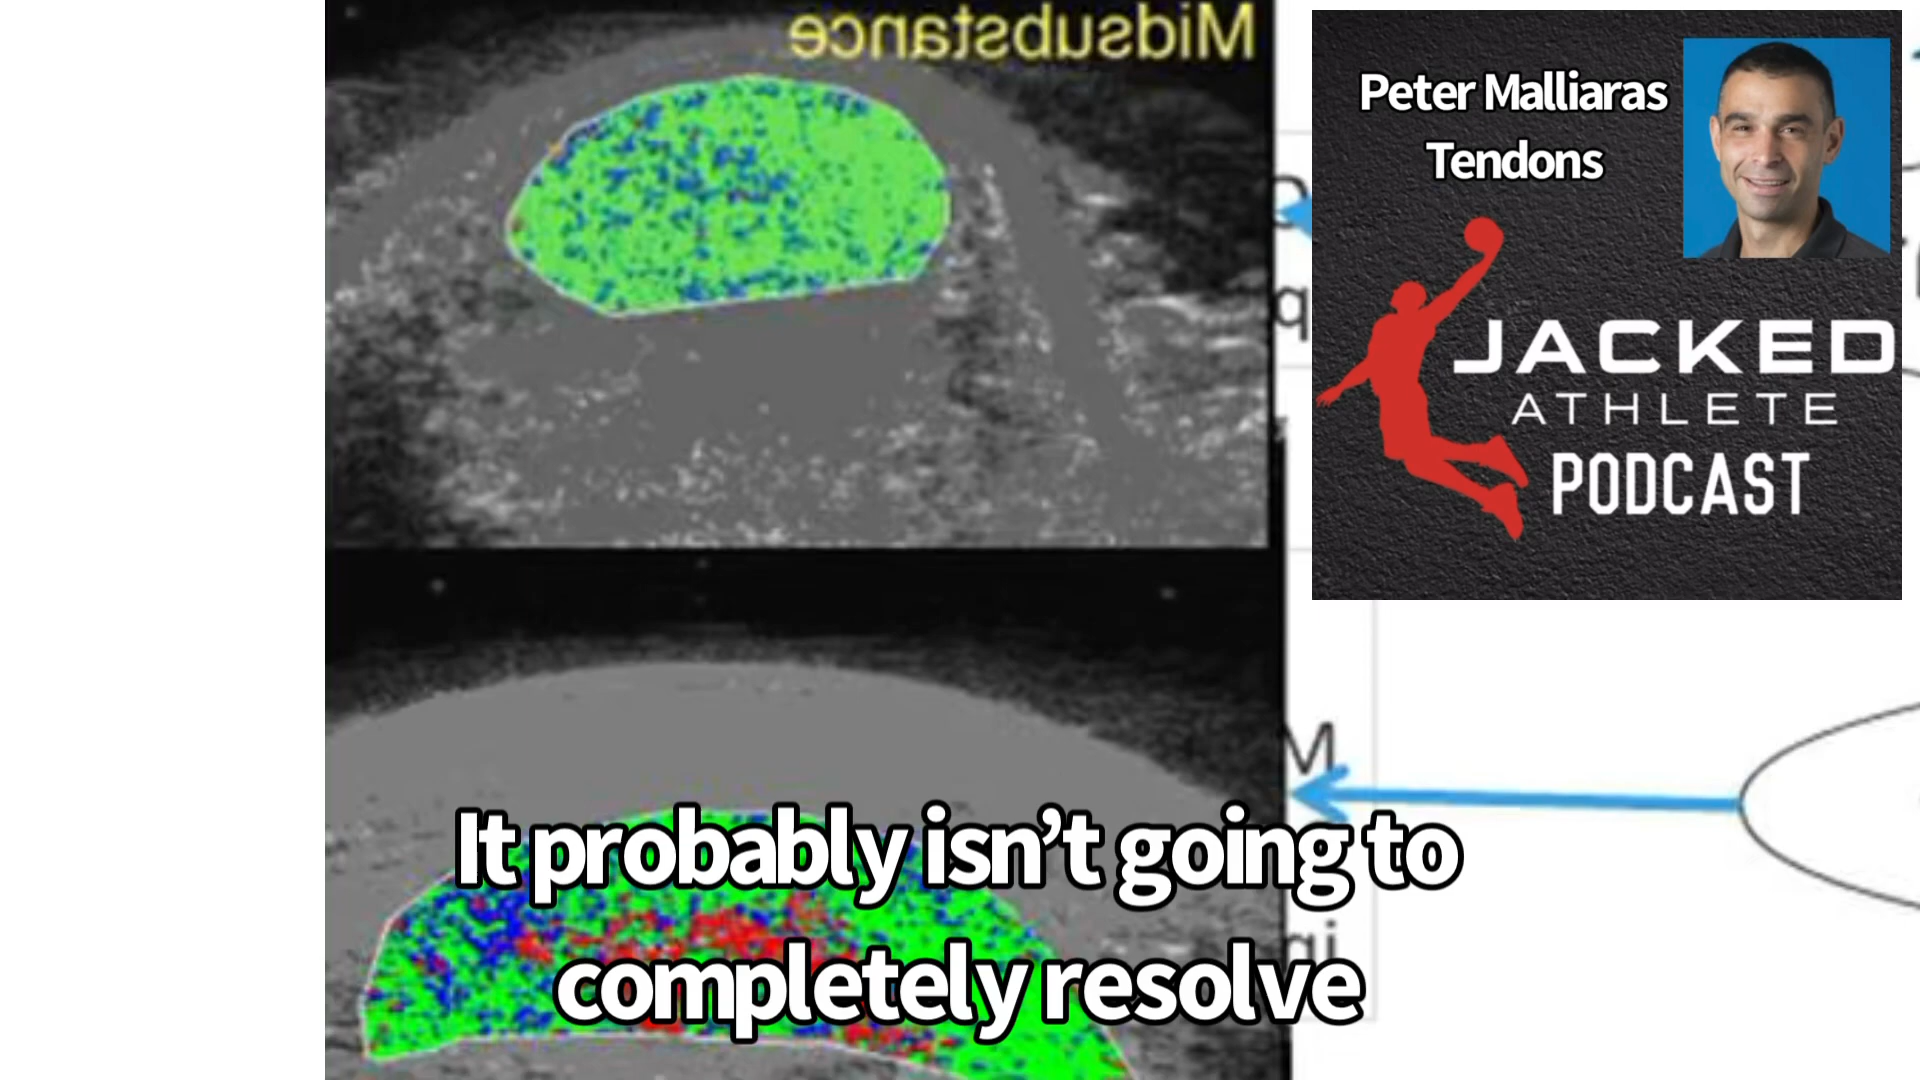 Midsubstance
Peter Malliaras
Tendons
JACKED
ATHLETE
PODCAST
It probably isn't going to
completely resolve